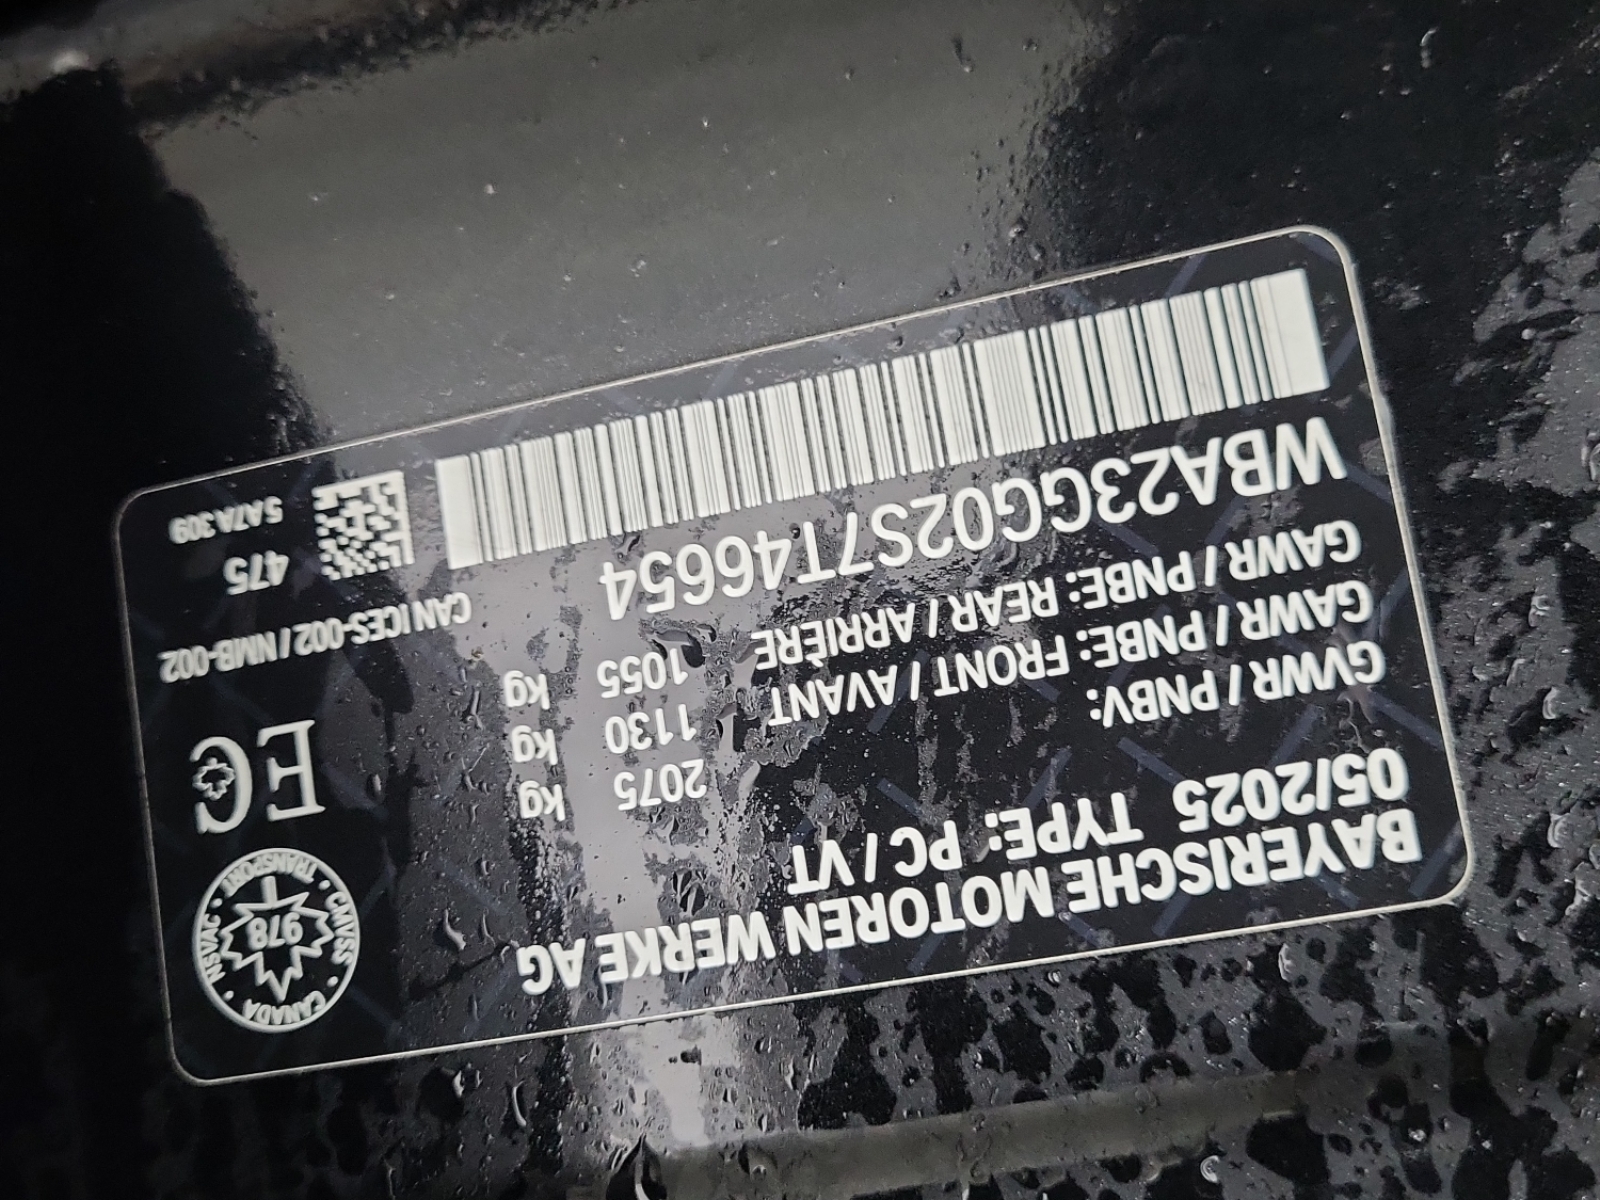 BAYERISCHE MOTOREN WERKE AG
05/2025 TYPE: PC / VT
GVWR / PNBV: 2075 kg
GAWR / PNBE: FRONT / AVANT 1130 kg
GAWR / PNBE: REAR / ARRIÈRE 1055 kg
WBA23GG02S7T46654
CANADA · CMVSS · TRANSPORT · NSVAC
978
EC
CAN ICES-002 / NMB-002
475
5A7A309